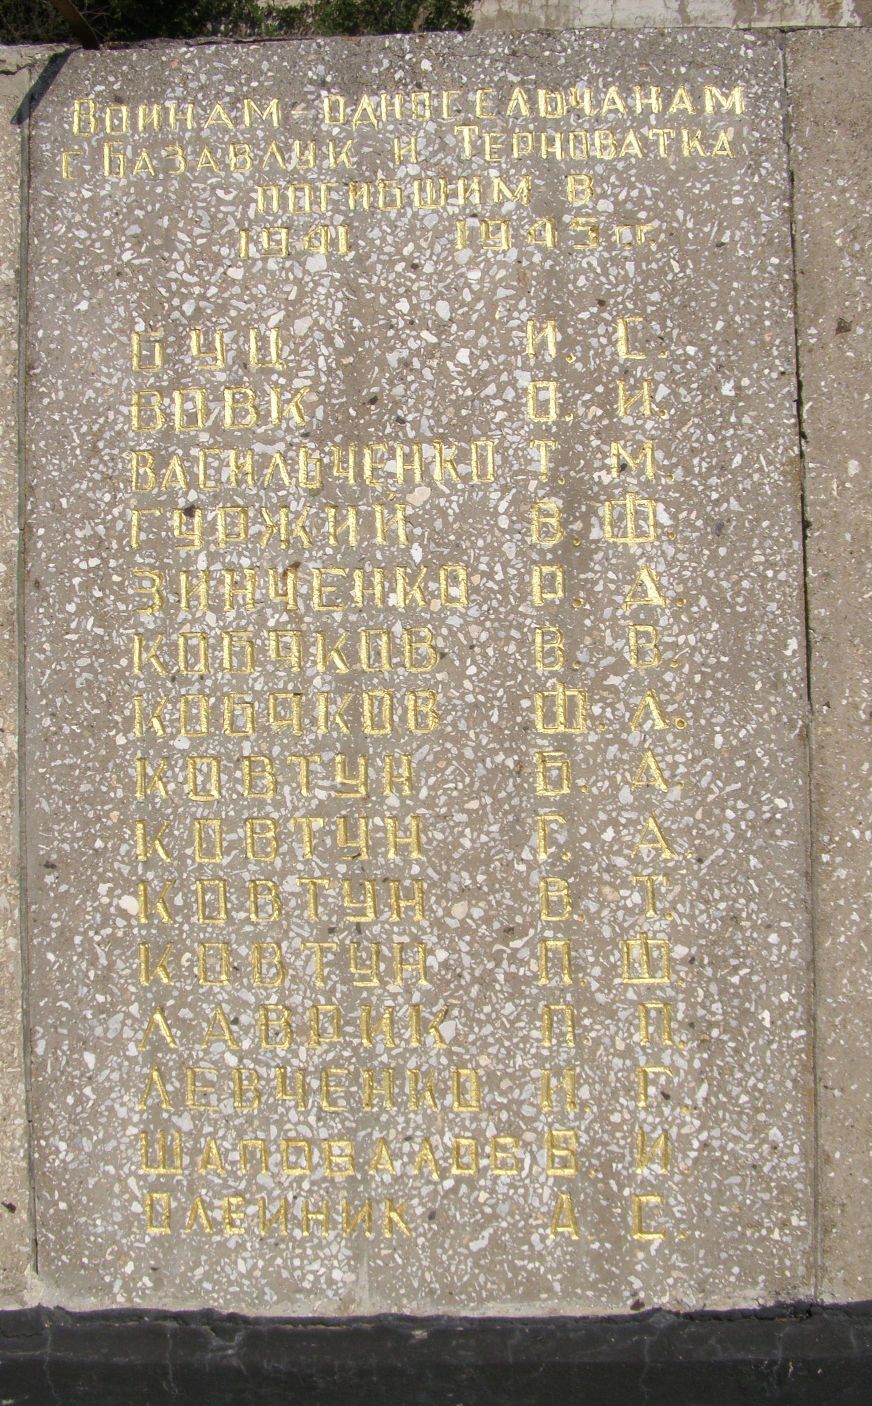 Воинам - односельчанам
с Базавлук и Терноватка
погибшим в
1941 1945 гг.
Буц И. С.
Вовк О. И.
Васильченко Т. М.
Гуржий В. Ф.
Зинченко Р. Д.
Кобяков В. В.
Кобяков Ф. Л.
Ковтун Б. А.
Ковтун Г. А.
Ковтун В. Т.
Ковтун П. Ф.
Лаврик П. П.
Левченко И. Г.
Шаповалов Б. И
Олейник А С.